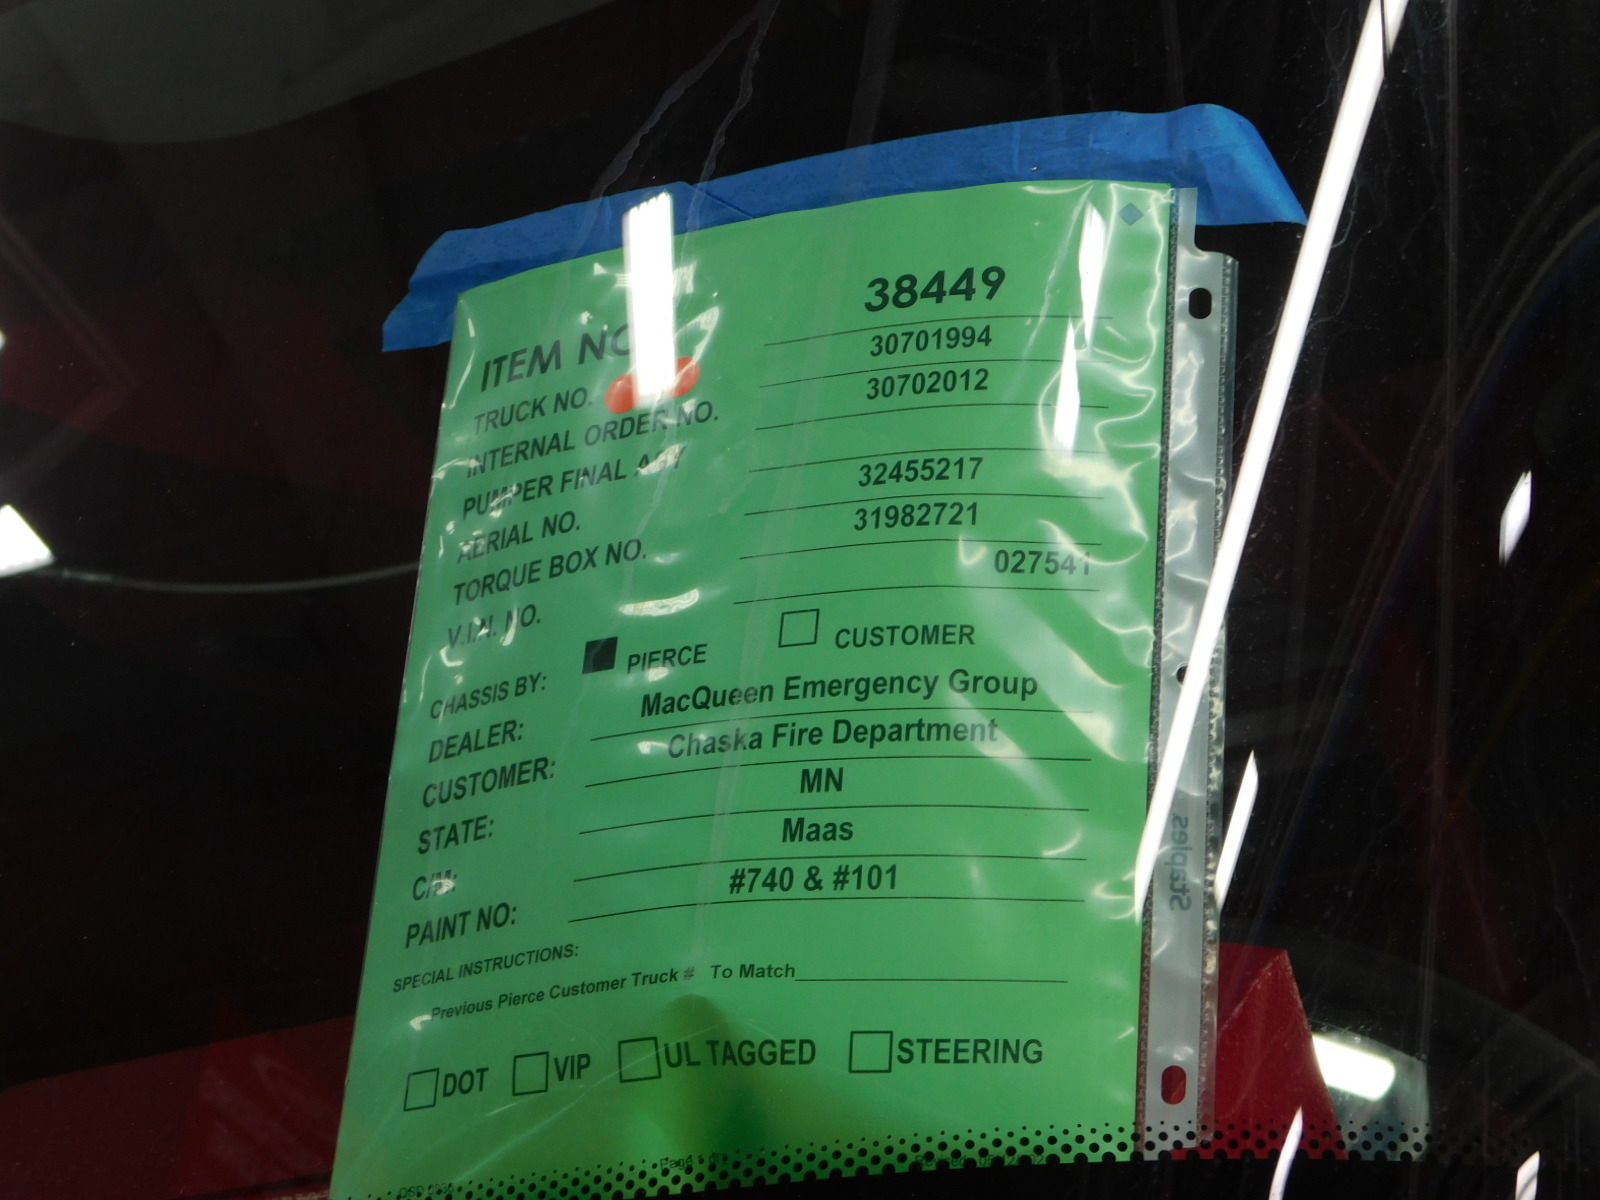 38449
ITEM NO.
TRUCK NO. 30701994
INTERNAL ORDER NO. 30702012
PUMPER FINAL ASY
AERIAL NO. 32455217
TORQUE BOX NO. 31982721
V.I.N. NO. 027541
CHASSIS BY: PIERCE CUSTOMER
DEALER: MacQueen Emergency Group
CUSTOMER: Chaska Fire Department
STATE: MN
C/M: Maas
PAINT NO: #740 & #101
SPECIAL INSTRUCTIONS:
Previous Pierce Customer Truck # To Match
DOT VIP UL TAGGED STEERING
Staples